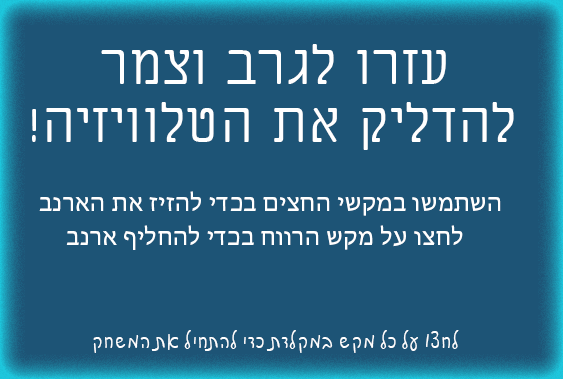 עזרו לגרב וצמר
להדליק את הטלוויזיה!
השתמשו במקשי החצים בכדי להזיז את הארנב
לחצו על מקש הרווח בכדי להחליף ארנב
לחצו על כל מקש במקלדת כדי להתחיל את המשחק